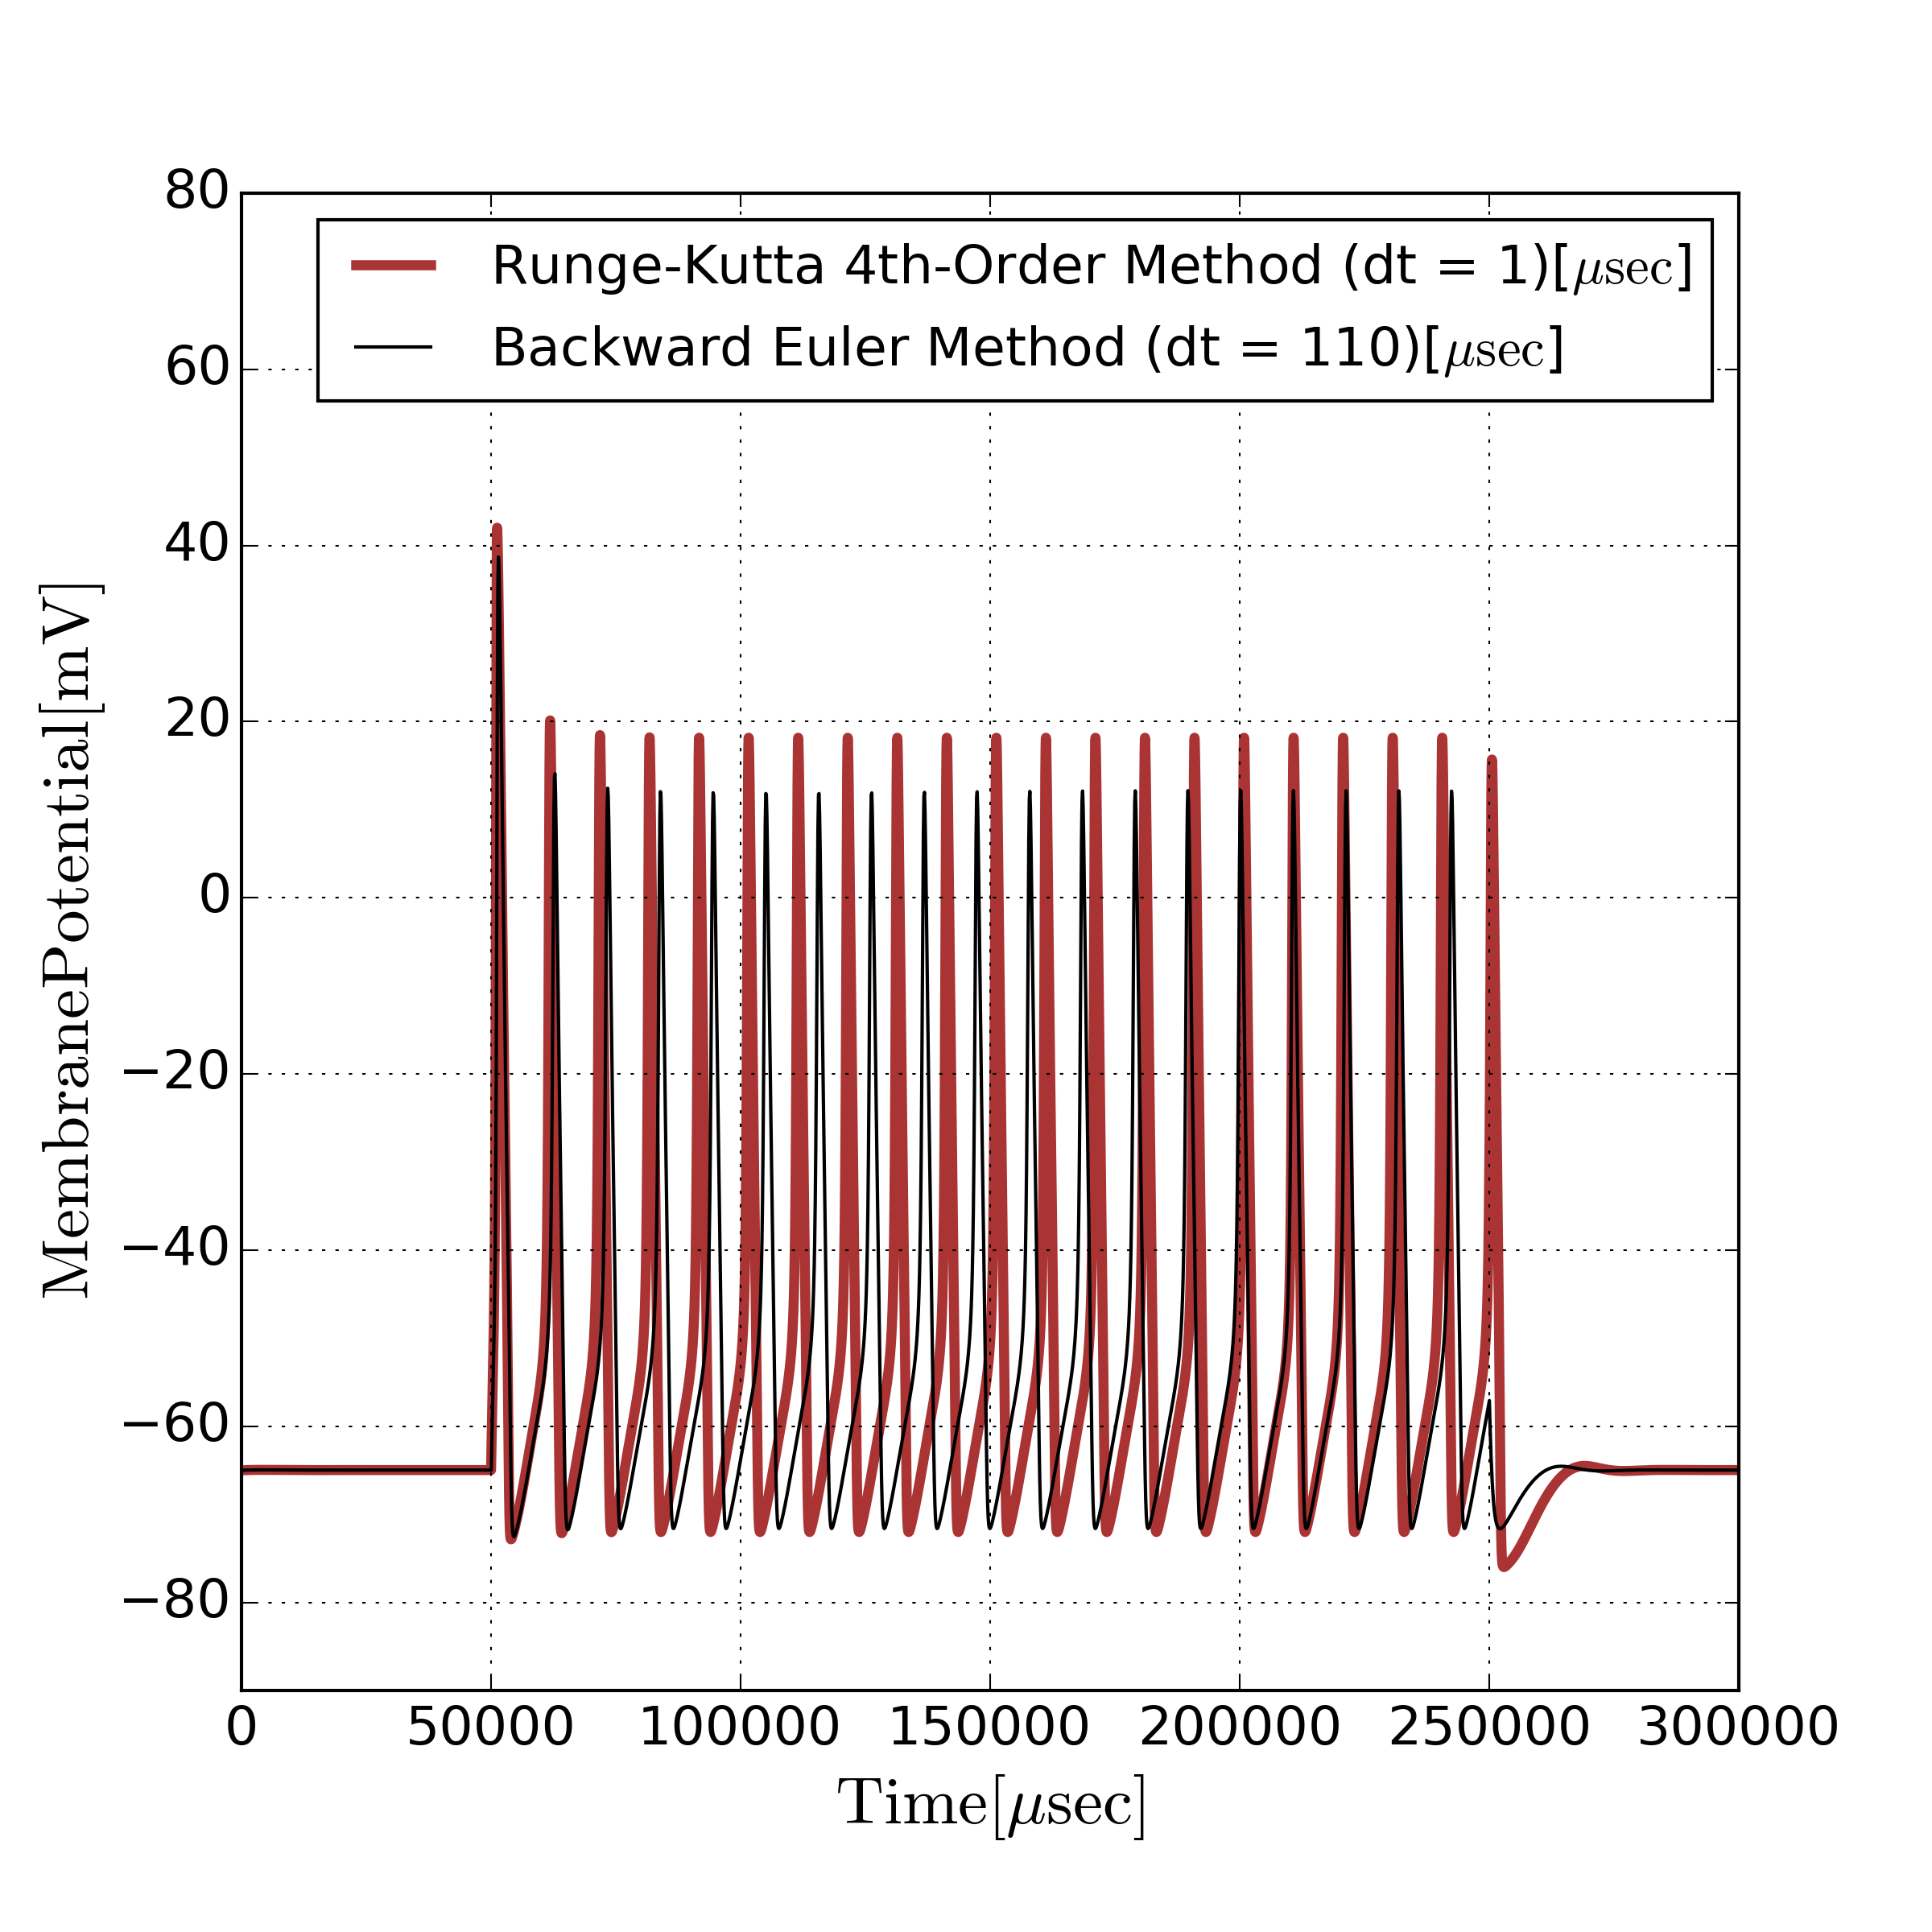 80
60
40
20
0
−20
−40
−60
−80
Runge-Kutta 4th-Order Method (dt = 1)[μsec]
Backward Euler Method (dt = 110)[μsec]
MembranePotential[mV]
0 50000 100000 150000 200000 250000 300000
Time[μsec]